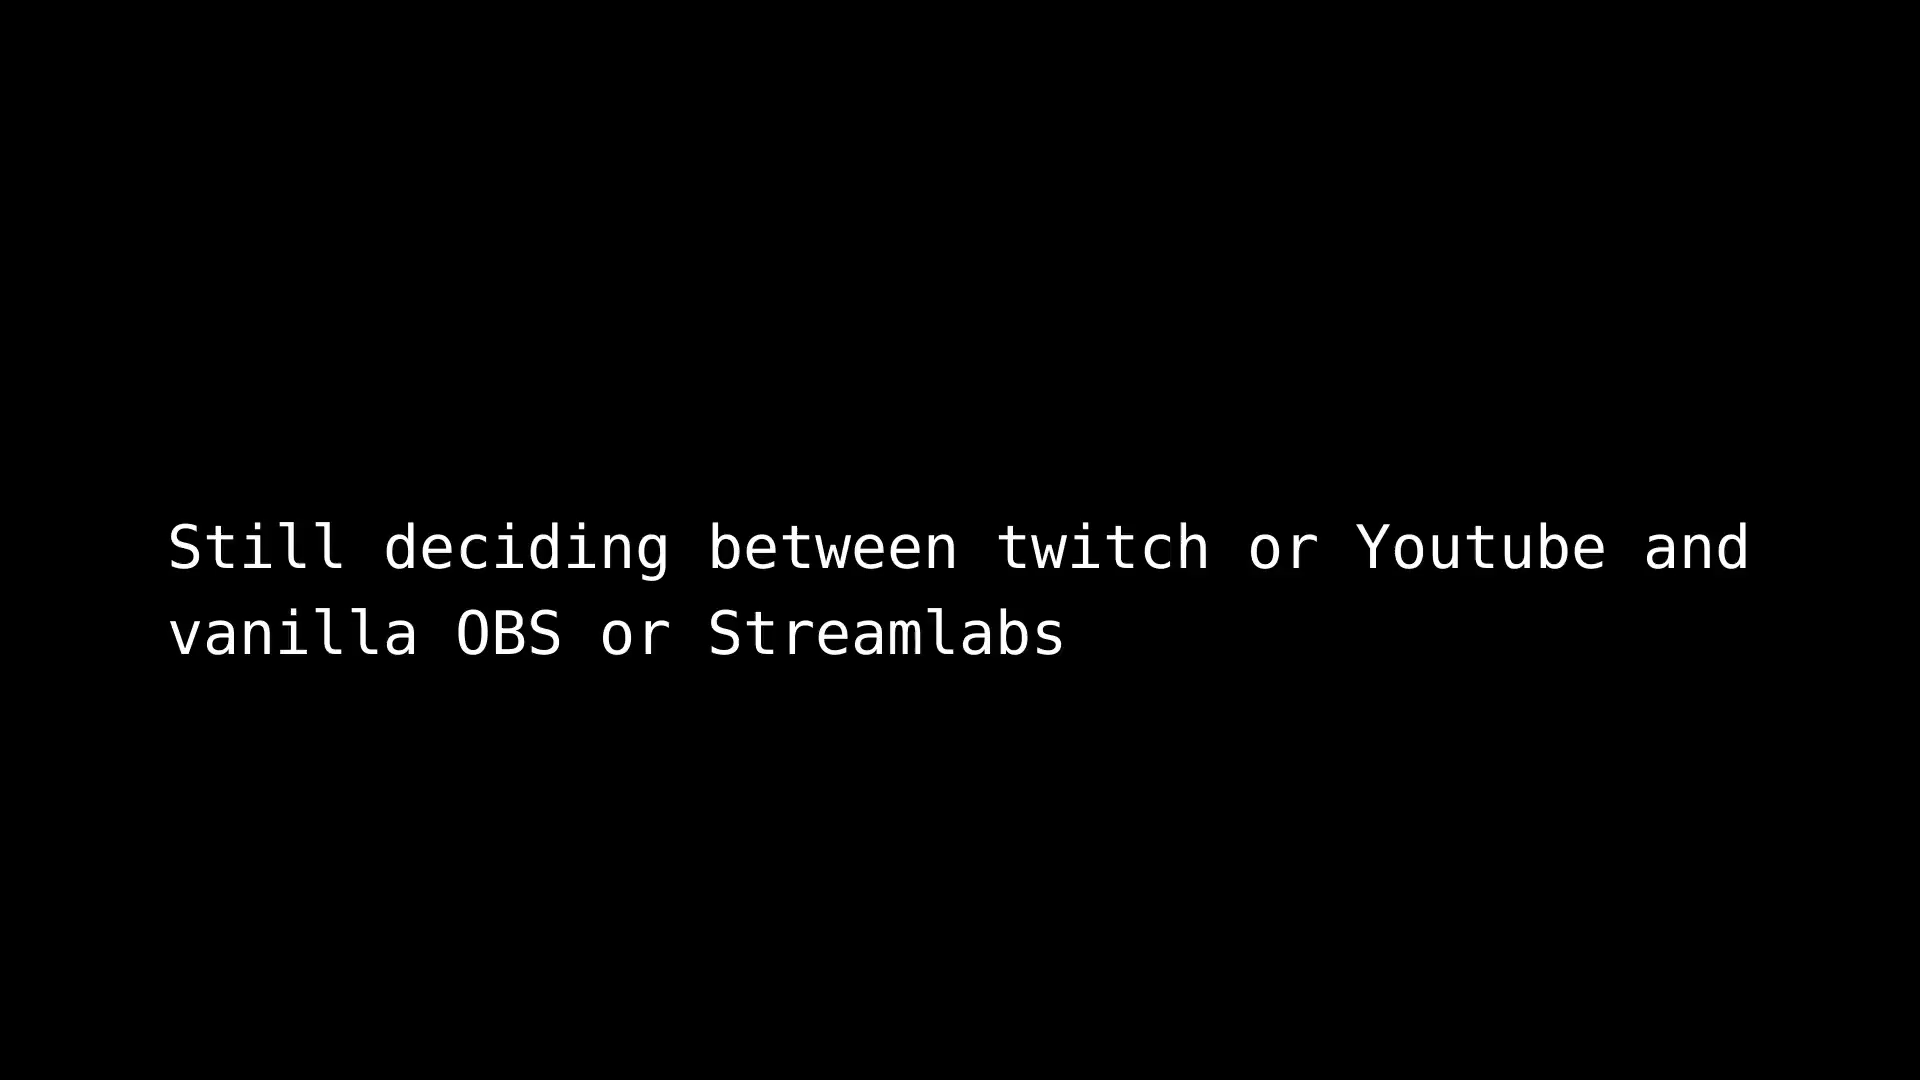 Still deciding between twitch or Youtube and
vanilla OBS or Streamlabs